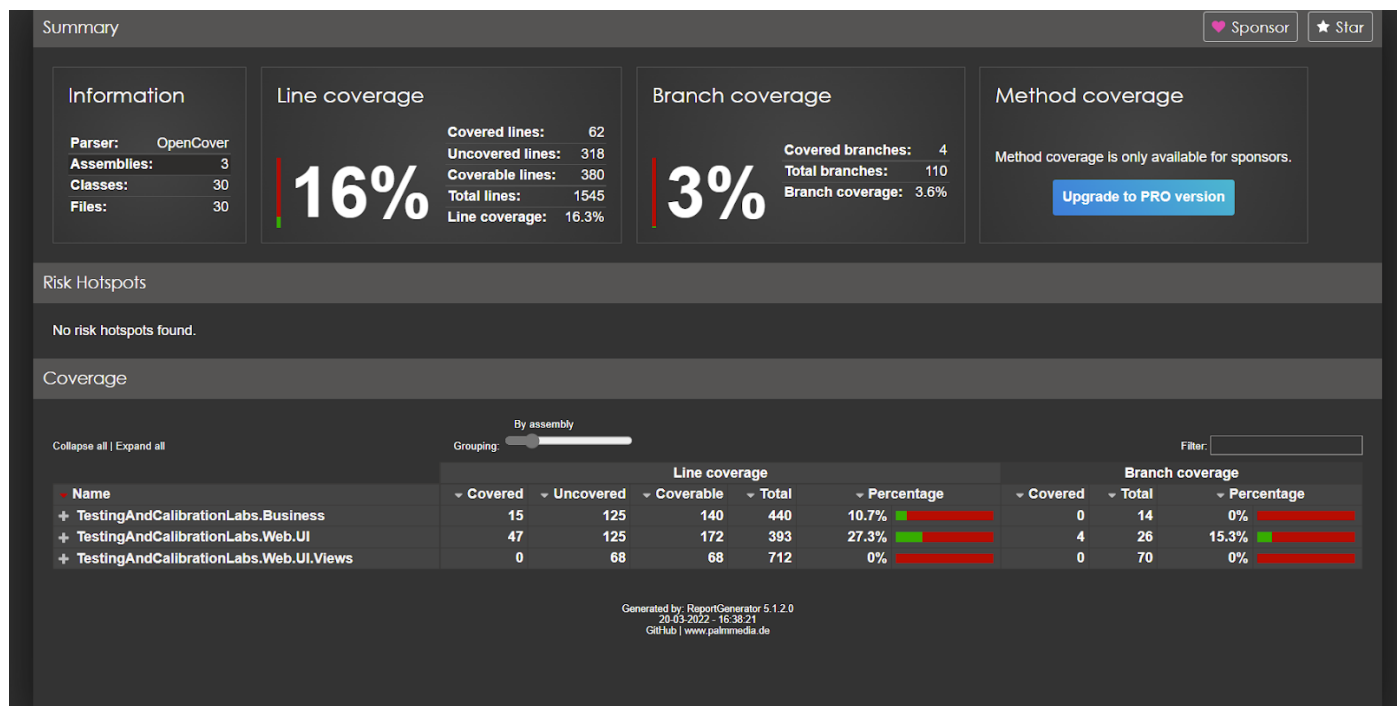 Summary
Sponsor
Star
Information
Parser: OpenCover
Assemblies: 3
Classes: 30
Files: 30
Line coverage
16%
Covered lines: 62
Uncovered lines: 318
Coverable lines: 380
Total lines: 1545
Line coverage: 16.3%
Branch coverage
3%
Covered branches: 4
Total branches: 110
Branch coverage: 3.6%
Method coverage
Method coverage is only available for sponsors.
Upgrade to PRO version
Risk Hotspots
No risk hotspots found.
Coverage
Collapse all | Expand all
By assembly
Grouping:
Filter:
Line coverage Branch coverage
Name Covered Uncovered Coverable Total Percentage Covered Total Percentage
TestingAndCalibrationLabs.Business 15 125 140 440 10.7% 0 14 0%
TestingAndCalibrationLabs.Web.UI 47 125 172 393 27.3% 4 26 15.3%
TestingAndCalibrationLabs.Web.UI.Views 0 68 68 712 0% 0 70 0%
Generated by: ReportGenerator 5.1.2.0
20-03-2022 - 16:38:21
GitHub | www.palmmedia.de